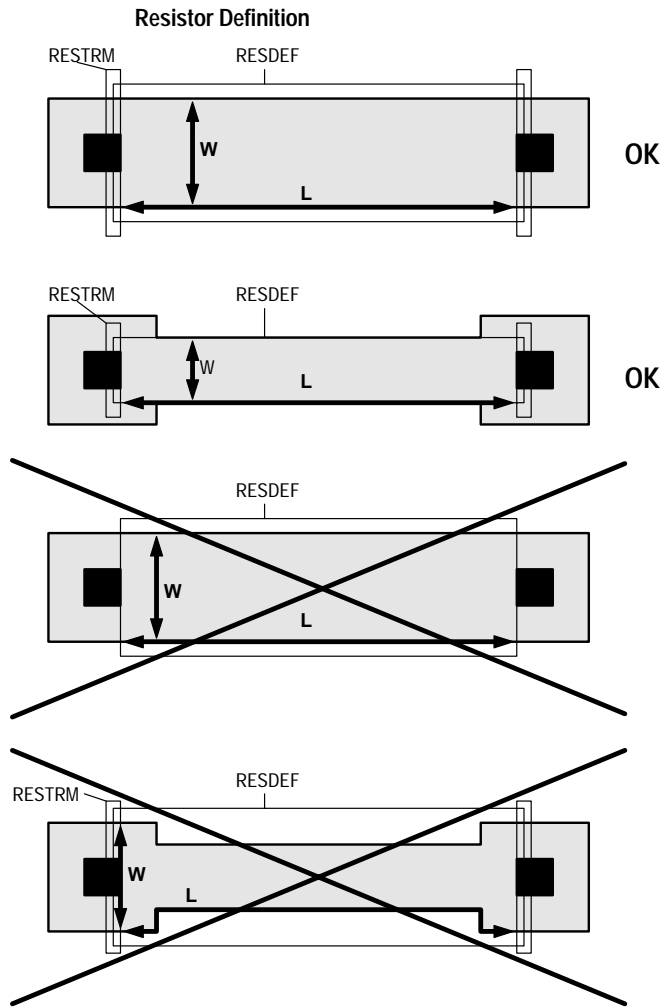 Resistor Definition
RESTRM RESDEF
W
L
OK
RESTRM RESDEF
W
L
OK
RESDEF
W
L
RESDEF
RESTRM
W
L